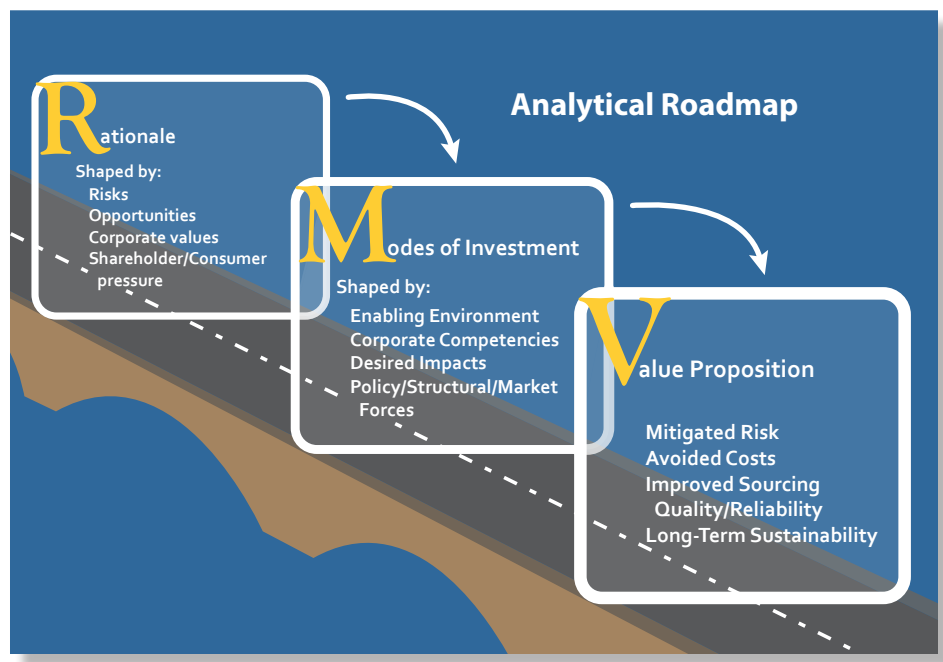 Analytical Roadmap
Rationale
Shaped by:
Risks
Opportunities
Corporate values
Shareholder/Consumer
pressure
Modes of Investment
Shaped by:
Enabling Environment
Corporate Competencies
Desired Impacts
Policy/Structural/Market
Forces
Value Proposition
Mitigated Risk
Avoided Costs
Improved Sourcing
Quality/Reliability
Long-Term Sustainability